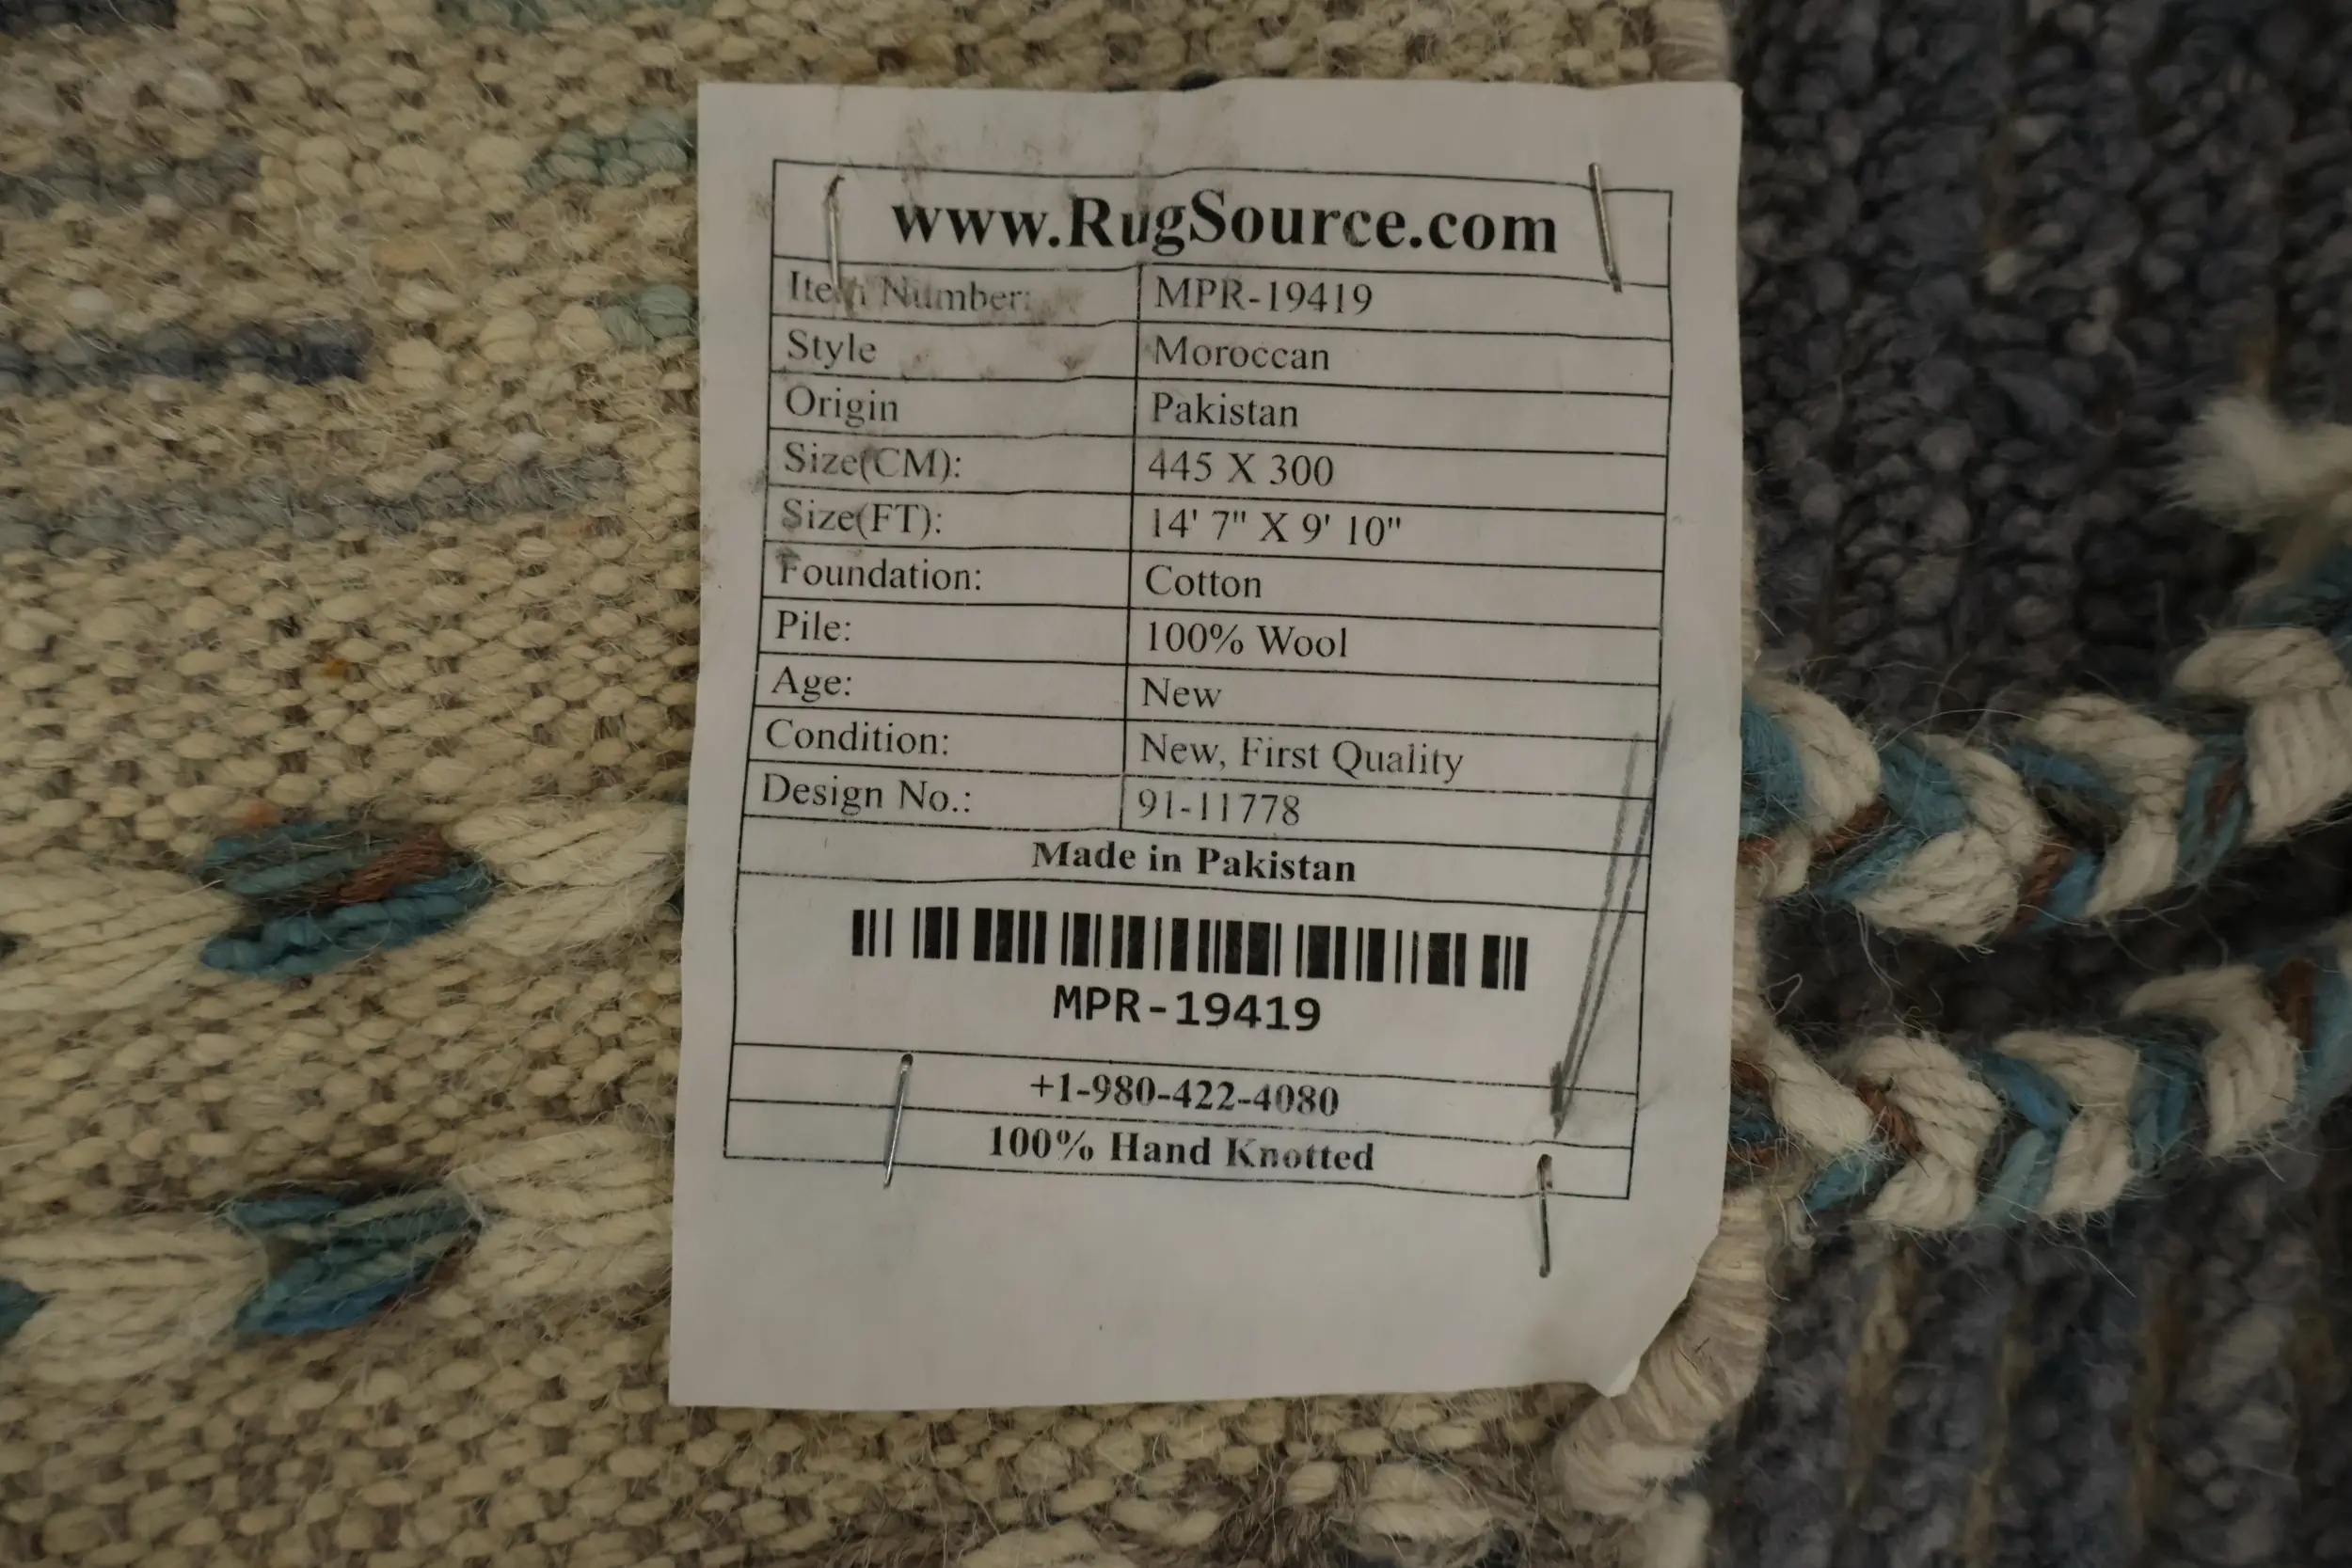 www.RugSource.com
Item Number: MPR-19419
Style Moroccan
Origin Pakistan
Size(CM): 445 X 300
Size(FT): 14' 7" X 9' 10"
Foundation: Cotton
Pile: 100% Wool
Age: New
Condition: New, First Quality
Design No.: 91-11778
Made in Pakistan
MPR-19419
+1-980-422-4080
100% Hand Knotted